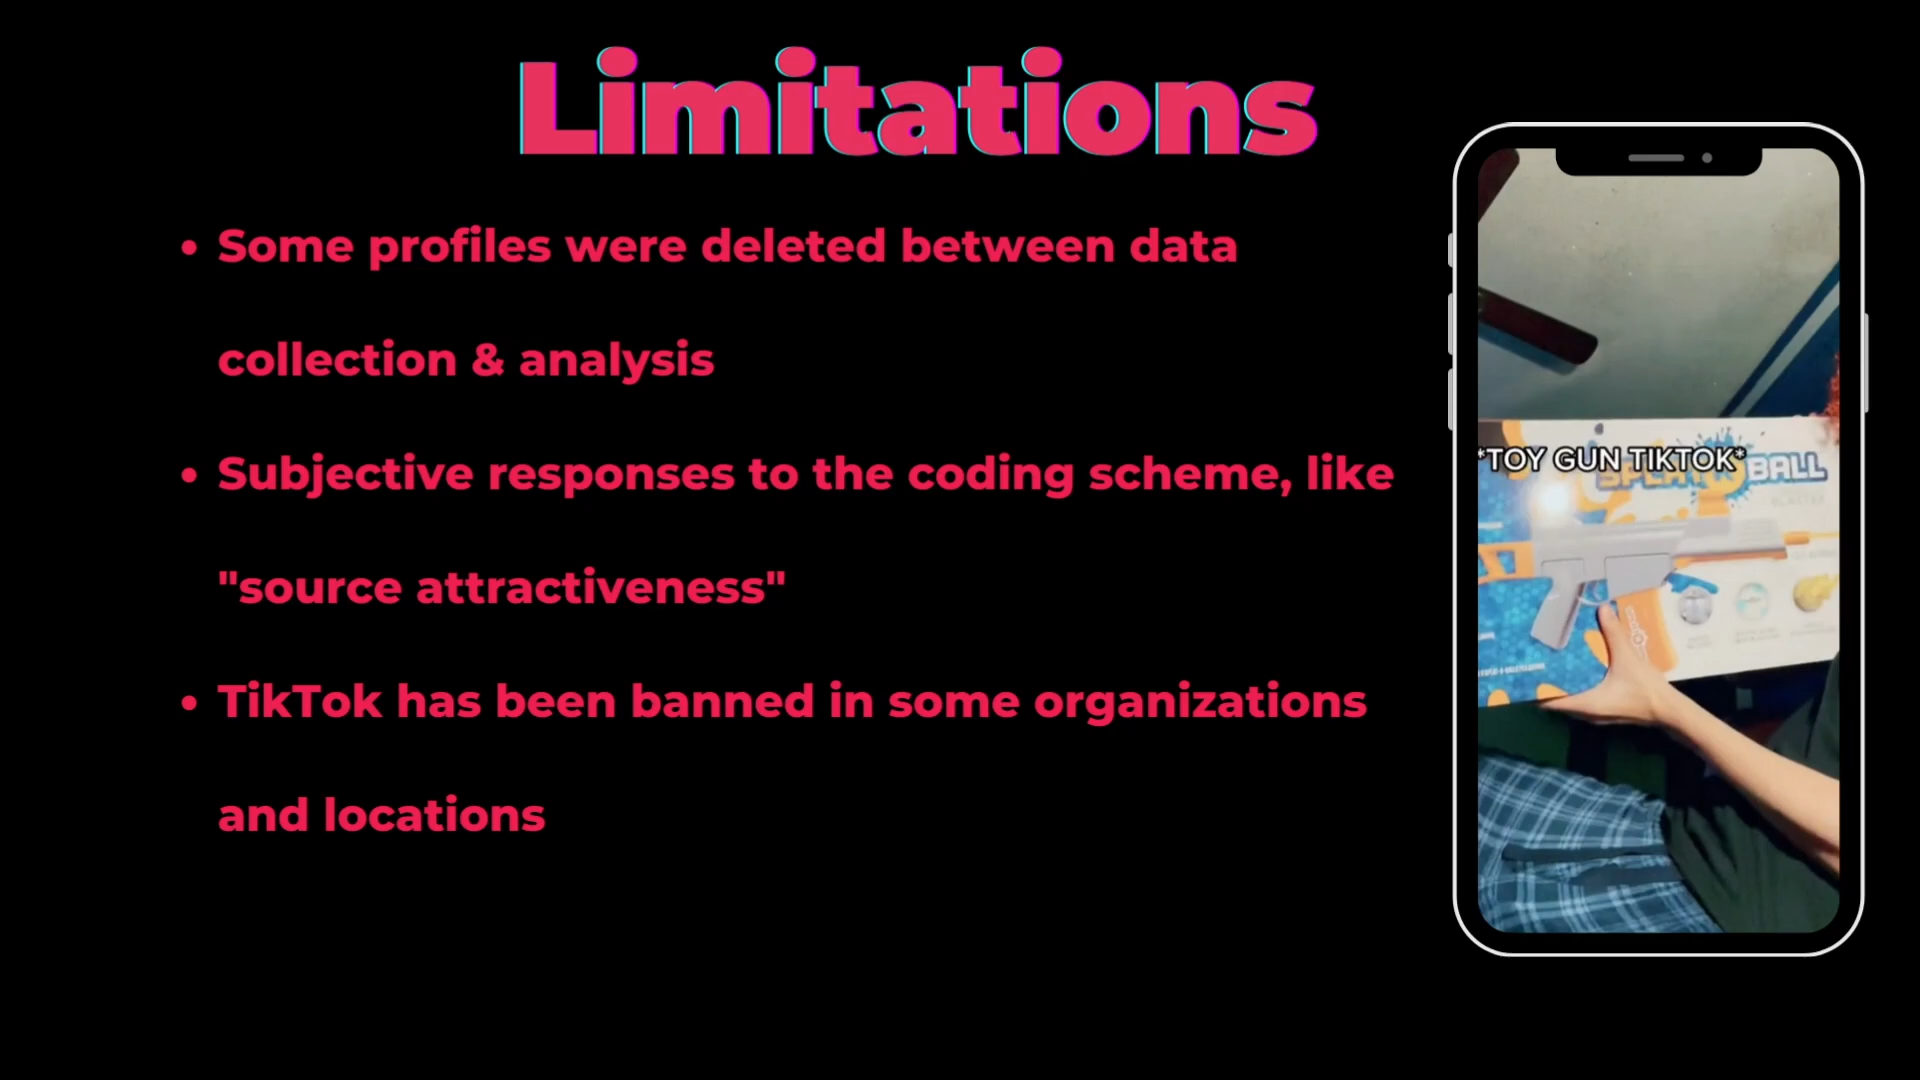 Limitations
• Some profiles were deleted between data
collection & analysis
• Subjective responses to the coding scheme, like
"source attractiveness"
• TikTok has been banned in some organizations
and locations
*TOY GUN TIKTOK*
BALL